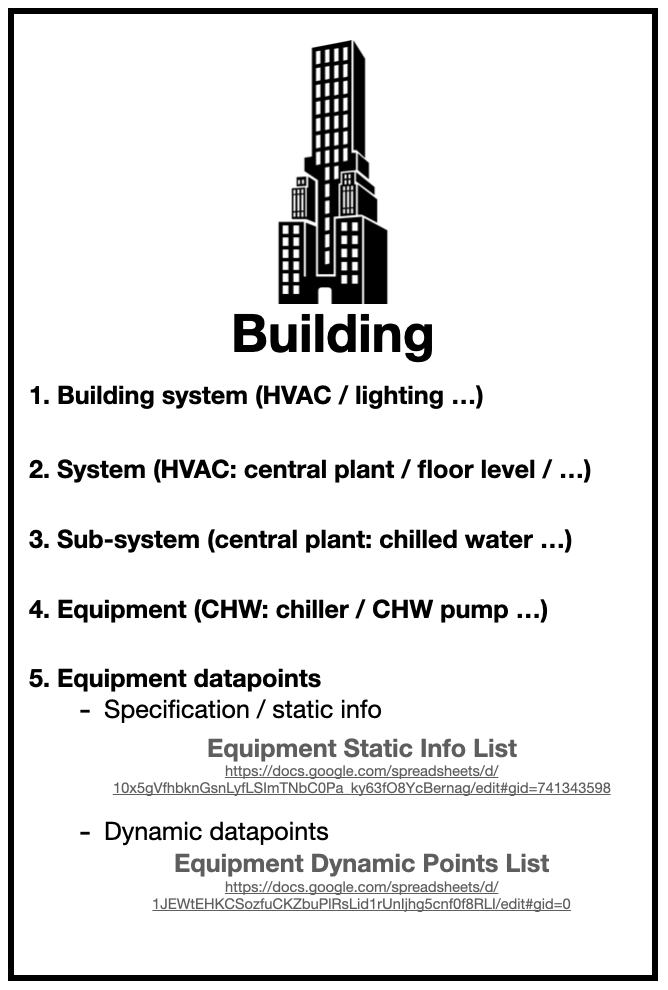 Building
1. Building system (HVAC / lighting …)
2. System (HVAC: central plant / floor level / …)
3. Sub-system (central plant: chilled water …)
4. Equipment (CHW: chiller / CHW pump …)
5. Equipment datapoints
- Specification / static info
Equipment Static Info List
https://docs.google.com/spreadsheets/d/
10x5gVfhbknGsnLyfLSlmTNbC0Pa_ky63fO8YcBernag/edit#gid=741343598
- Dynamic datapoints
Equipment Dynamic Points List
https://docs.google.com/spreadsheets/d/
1JEWtEHKCSozfuCKZbuPlRsLid1rUnljhg5cnf0f8RLI/edit#gid=0